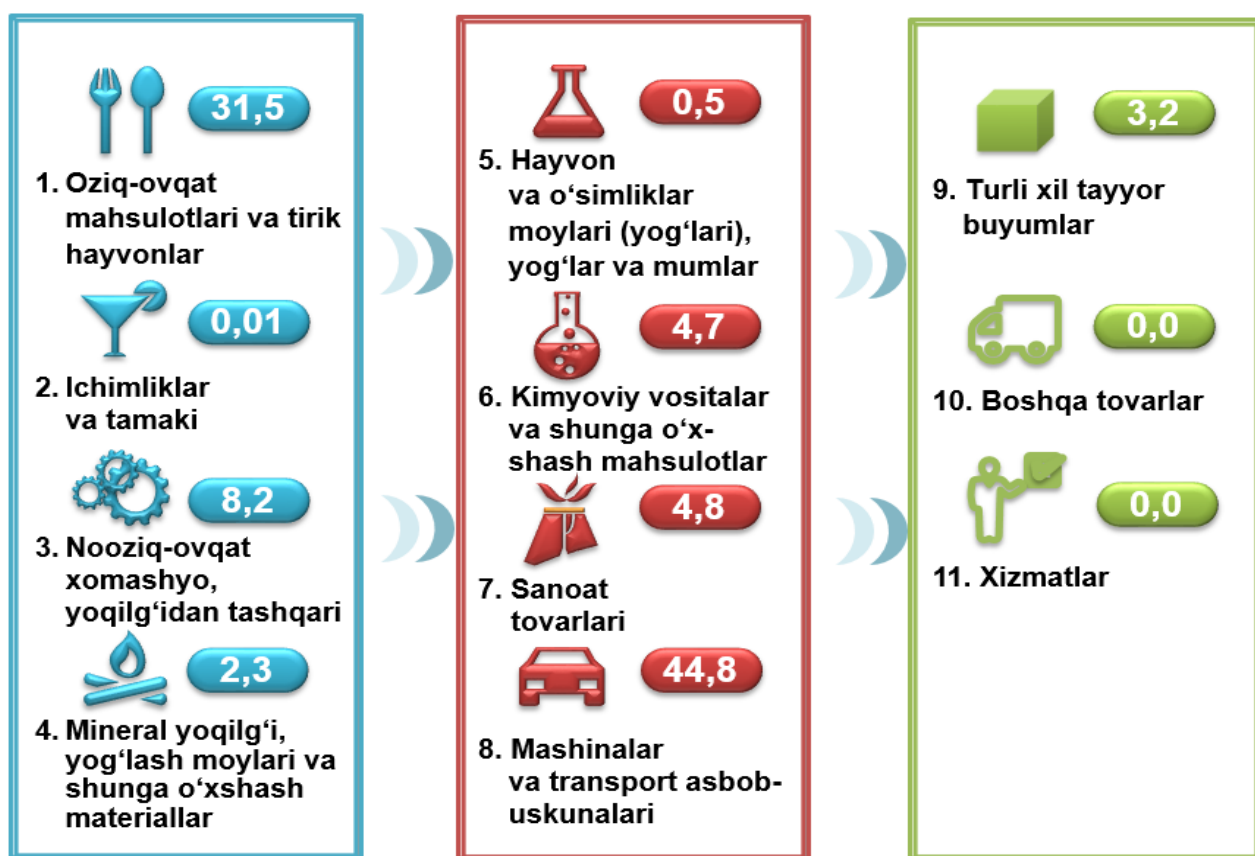 31,5
1. Oziq-ovqat
mahsulotlari va tirik
hayvonlar
0,01
2. Ichimliklar
va tamaki
8,2
3. Nooziq-ovqat
xomashyo,
yoqilg‘idan tashqari
2,3
4. Mineral yoqilg‘i,
yog‘lash moylari va
shunga o‘xshash
materiallar
0,5
5. Hayvon
va o‘simliklar
moylari (yog‘lari),
yog‘lar va mumlar
4,7
6. Kimyoviy vositalar
va shunga o‘x-
shash mahsulotlar
4,8
7. Sanoat
tovarlari
44,8
8. Mashinalar
va transport asbob-
uskunalari
3,2
9. Turli xil tayyor
buyumlar
0,0
10. Boshqa tovarlar
0,0
11. Xizmatlar